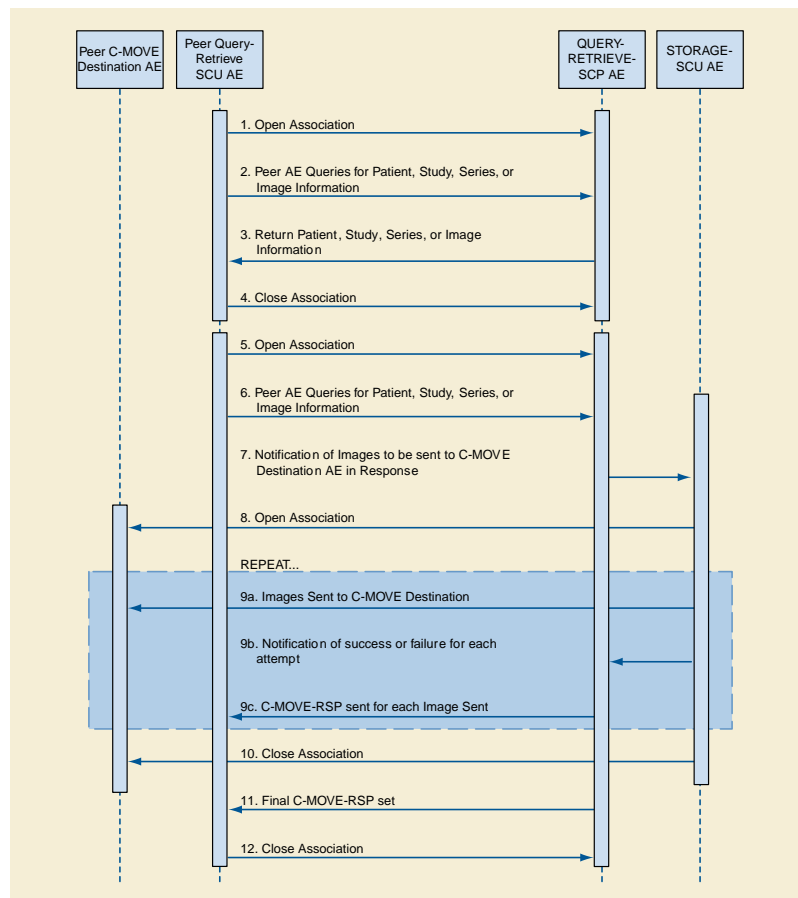 Peer C-MOVE
Destination AE
Peer Query-
Retrieve
SCU AE
QUERY-
RETRIEVE-
SCP AE
STORAGE-
SCU AE
1. Open Association
2. Peer AE Queries for Patient, Study, Series, or
Image Information
3. Return Patient, Study, Series, or Image
Information
4. Close Association
5. Open Association
6. Peer AE Queries for Patient, Study, Series, or
Image Information
7. Notification of Images to be sent to C-MOVE
Destination AE in Response
8. Open Association
REPEAT...
9a. Images Sent to C-MOVE Destination
9b. Notification of success or failure for each
attempt
9c. C-MOVE-RSP sent for each Image Sent
10. Close Association
11. Final C-MOVE-RSP set
12. Close Association